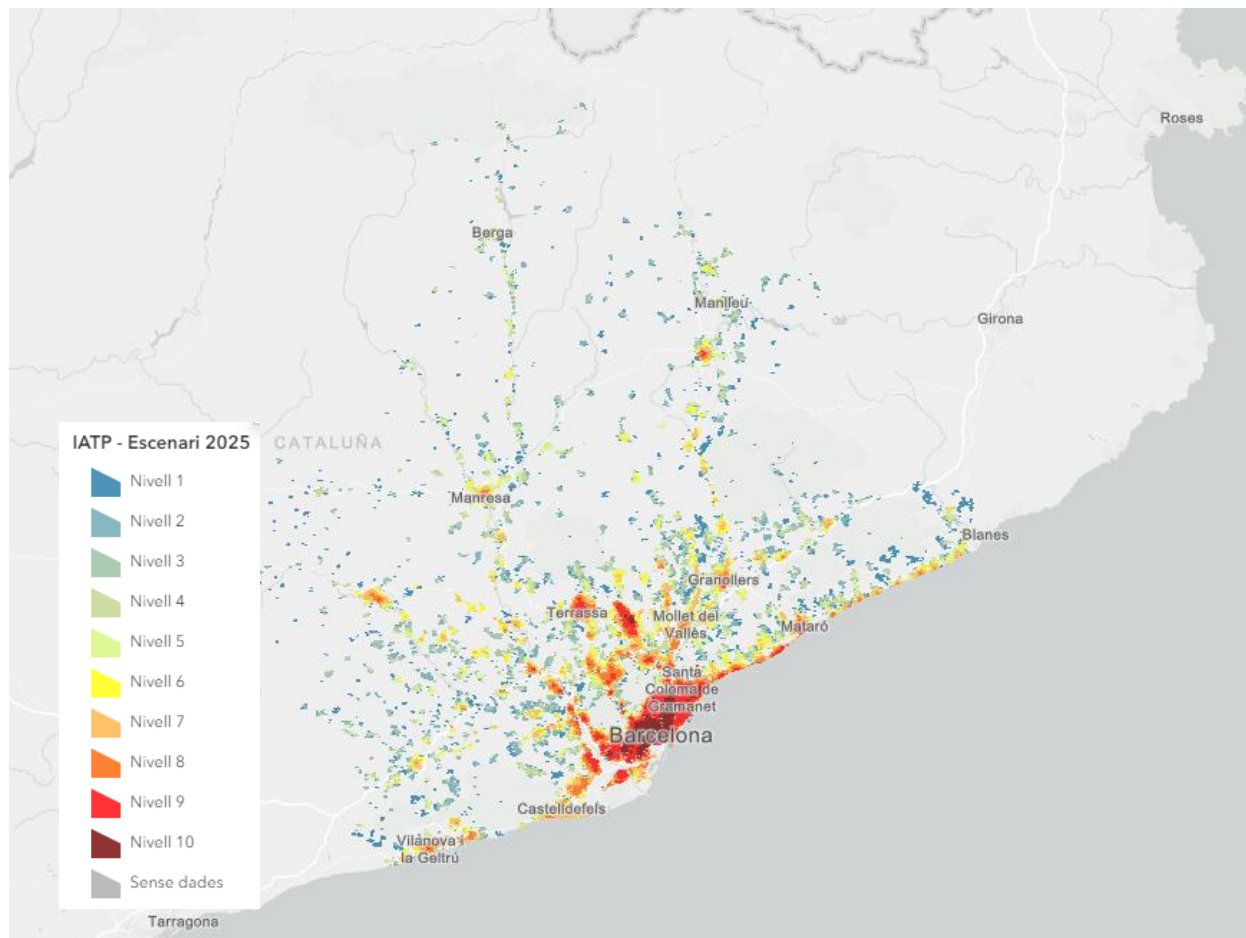 Roses
Berga
Manlleu
Girona
IATP - Escenari 2025
CATALUÑA
Nivell 1
Nivell 2
Nivell 3
Nivell 4
Nivell 5
Nivell 6
Nivell 7
Nivell 8
Nivell 9
Nivell 10
Sense dades
Manresa
Blanes
Granollers
Terrassa
Mollet del
Vallès
Mataró
Santa
Coloma de
Gramanet
Barcelona
Castelldefels
Vilanova i
la Geltrú
Tarragona